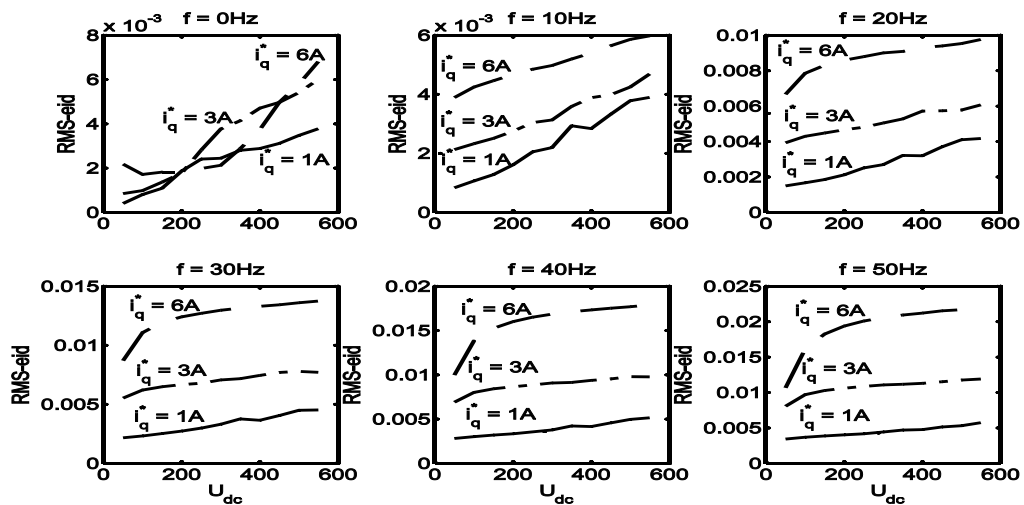 × 10⁻³ f = 0Hz
8
6
4
2
0
0 200 400 600
RMS-eid
i*q = 6A
i*q = 3A
i*q = 1A
× 10⁻³ f = 10Hz
6
4
2
0
0 200 400 600
RMS-eid
i*q = 6A
i*q = 3A
i*q = 1A
f = 20Hz
0.01
0.008
0.006
0.004
0.002
0
0 200 400 600
RMS-eid
i*q = 6A
i*q = 3A
i*q = 1A
f = 30Hz
0.015
0.01
0.005
0
0 200 400 600
RMS-eid
Udc
i*q = 6A
i*q = 3A
i*q = 1A
f = 40Hz
0.02
0.015
0.01
0.005
0
0 200 400 600
RMS-eid
Udc
i*q = 6A
i*q = 3A
i*q = 1A
f = 50Hz
0.025
0.02
0.015
0.01
0.005
0
0 200 400 600
RMS-eid
Udc
i*q = 6A
i*q = 3A
i*q = 1A